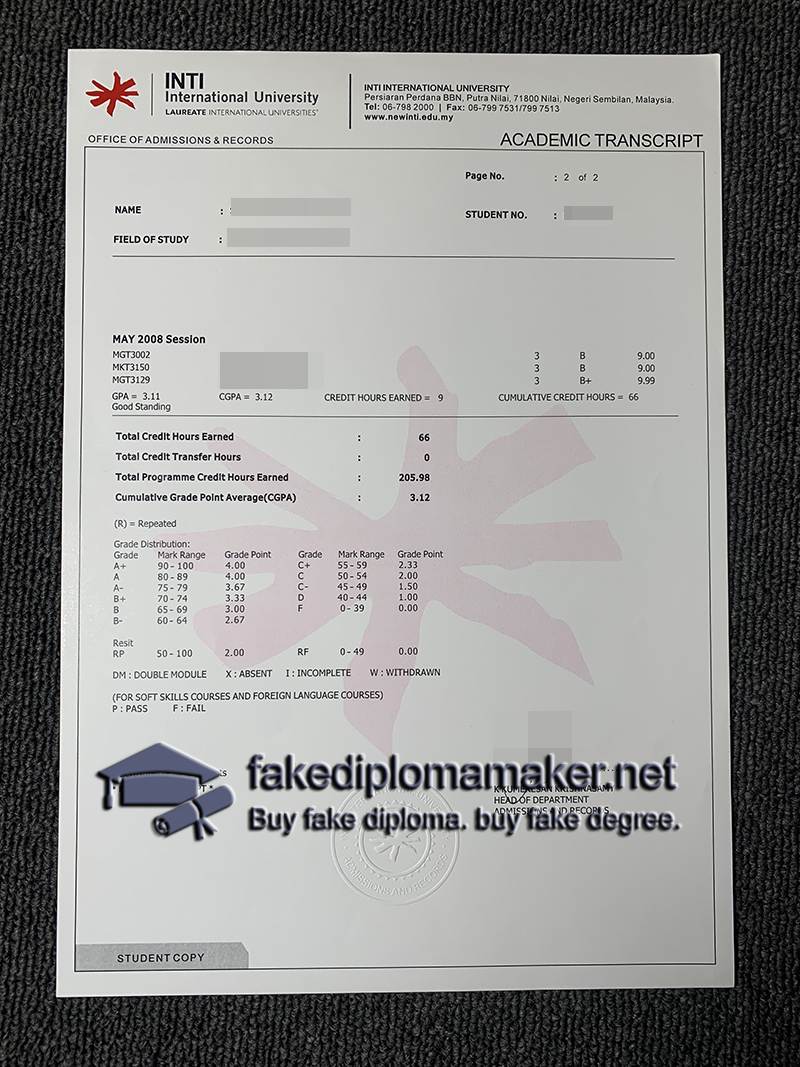 INTI
International University
LAUREATE INTERNATIONAL UNIVERSITIES
INTI INTERNATIONAL UNIVERSITY
Persiaran Perdana BBN, Putra Nilai, 71800 Nilai, Negeri Sembilan, Malaysia.
Tel: 06-798 2000 | Fax: 06-799 7531/799 7513
www.newinti.edu.my
OFFICE OF ADMISSIONS & RECORDS
ACADEMIC TRANSCRIPT
Page No. : 2 of 2
NAME :
STUDENT NO. :
FIELD OF STUDY :
MAY 2008 Session
MGT3002 3 B 9.00
MKT3150 3 B 9.00
MGT3129 3 B+ 9.99
GPA = 3.11 CGPA = 3.12 CREDIT HOURS EARNED = 9 CUMULATIVE CREDIT HOURS = 66
Good Standing
Total Credit Hours Earned : 66
Total Credit Transfer Hours : 0
Total Programme Credit Hours Earned : 205.98
Cumulative Grade Point Average(CGPA) : 3.12
(R) = Repeated
Grade Distribution:
Grade Mark Range Grade Point Grade Mark Range Grade Point
A+ 90 - 100 4.00 C+ 55 - 59 2.33
A 80 - 89 4.00 C 50 - 54 2.00
A- 75 - 79 3.67 C- 45 - 49 1.50
B+ 70 - 74 3.33 D 40 - 44 1.00
B 65 - 69 3.00 F 0 - 39 0.00
B- 60 - 64 2.67
Resit
RP 50 - 100 2.00 RF 0 - 49 0.00
DM : DOUBLE MODULE X : ABSENT I : INCOMPLETE W : WITHDRAWN
(FOR SOFT SKILLS COURSES AND FOREIGN LANGUAGE COURSES)
P : PASS F : FAIL
fakediplomamaker.net
Buy fake diploma. buy fake degree.
HEAD OF DEPARTMENT
ADMISSIONS AND RECORDS
ADMISSIONS AND RECORDS
STUDENT COPY